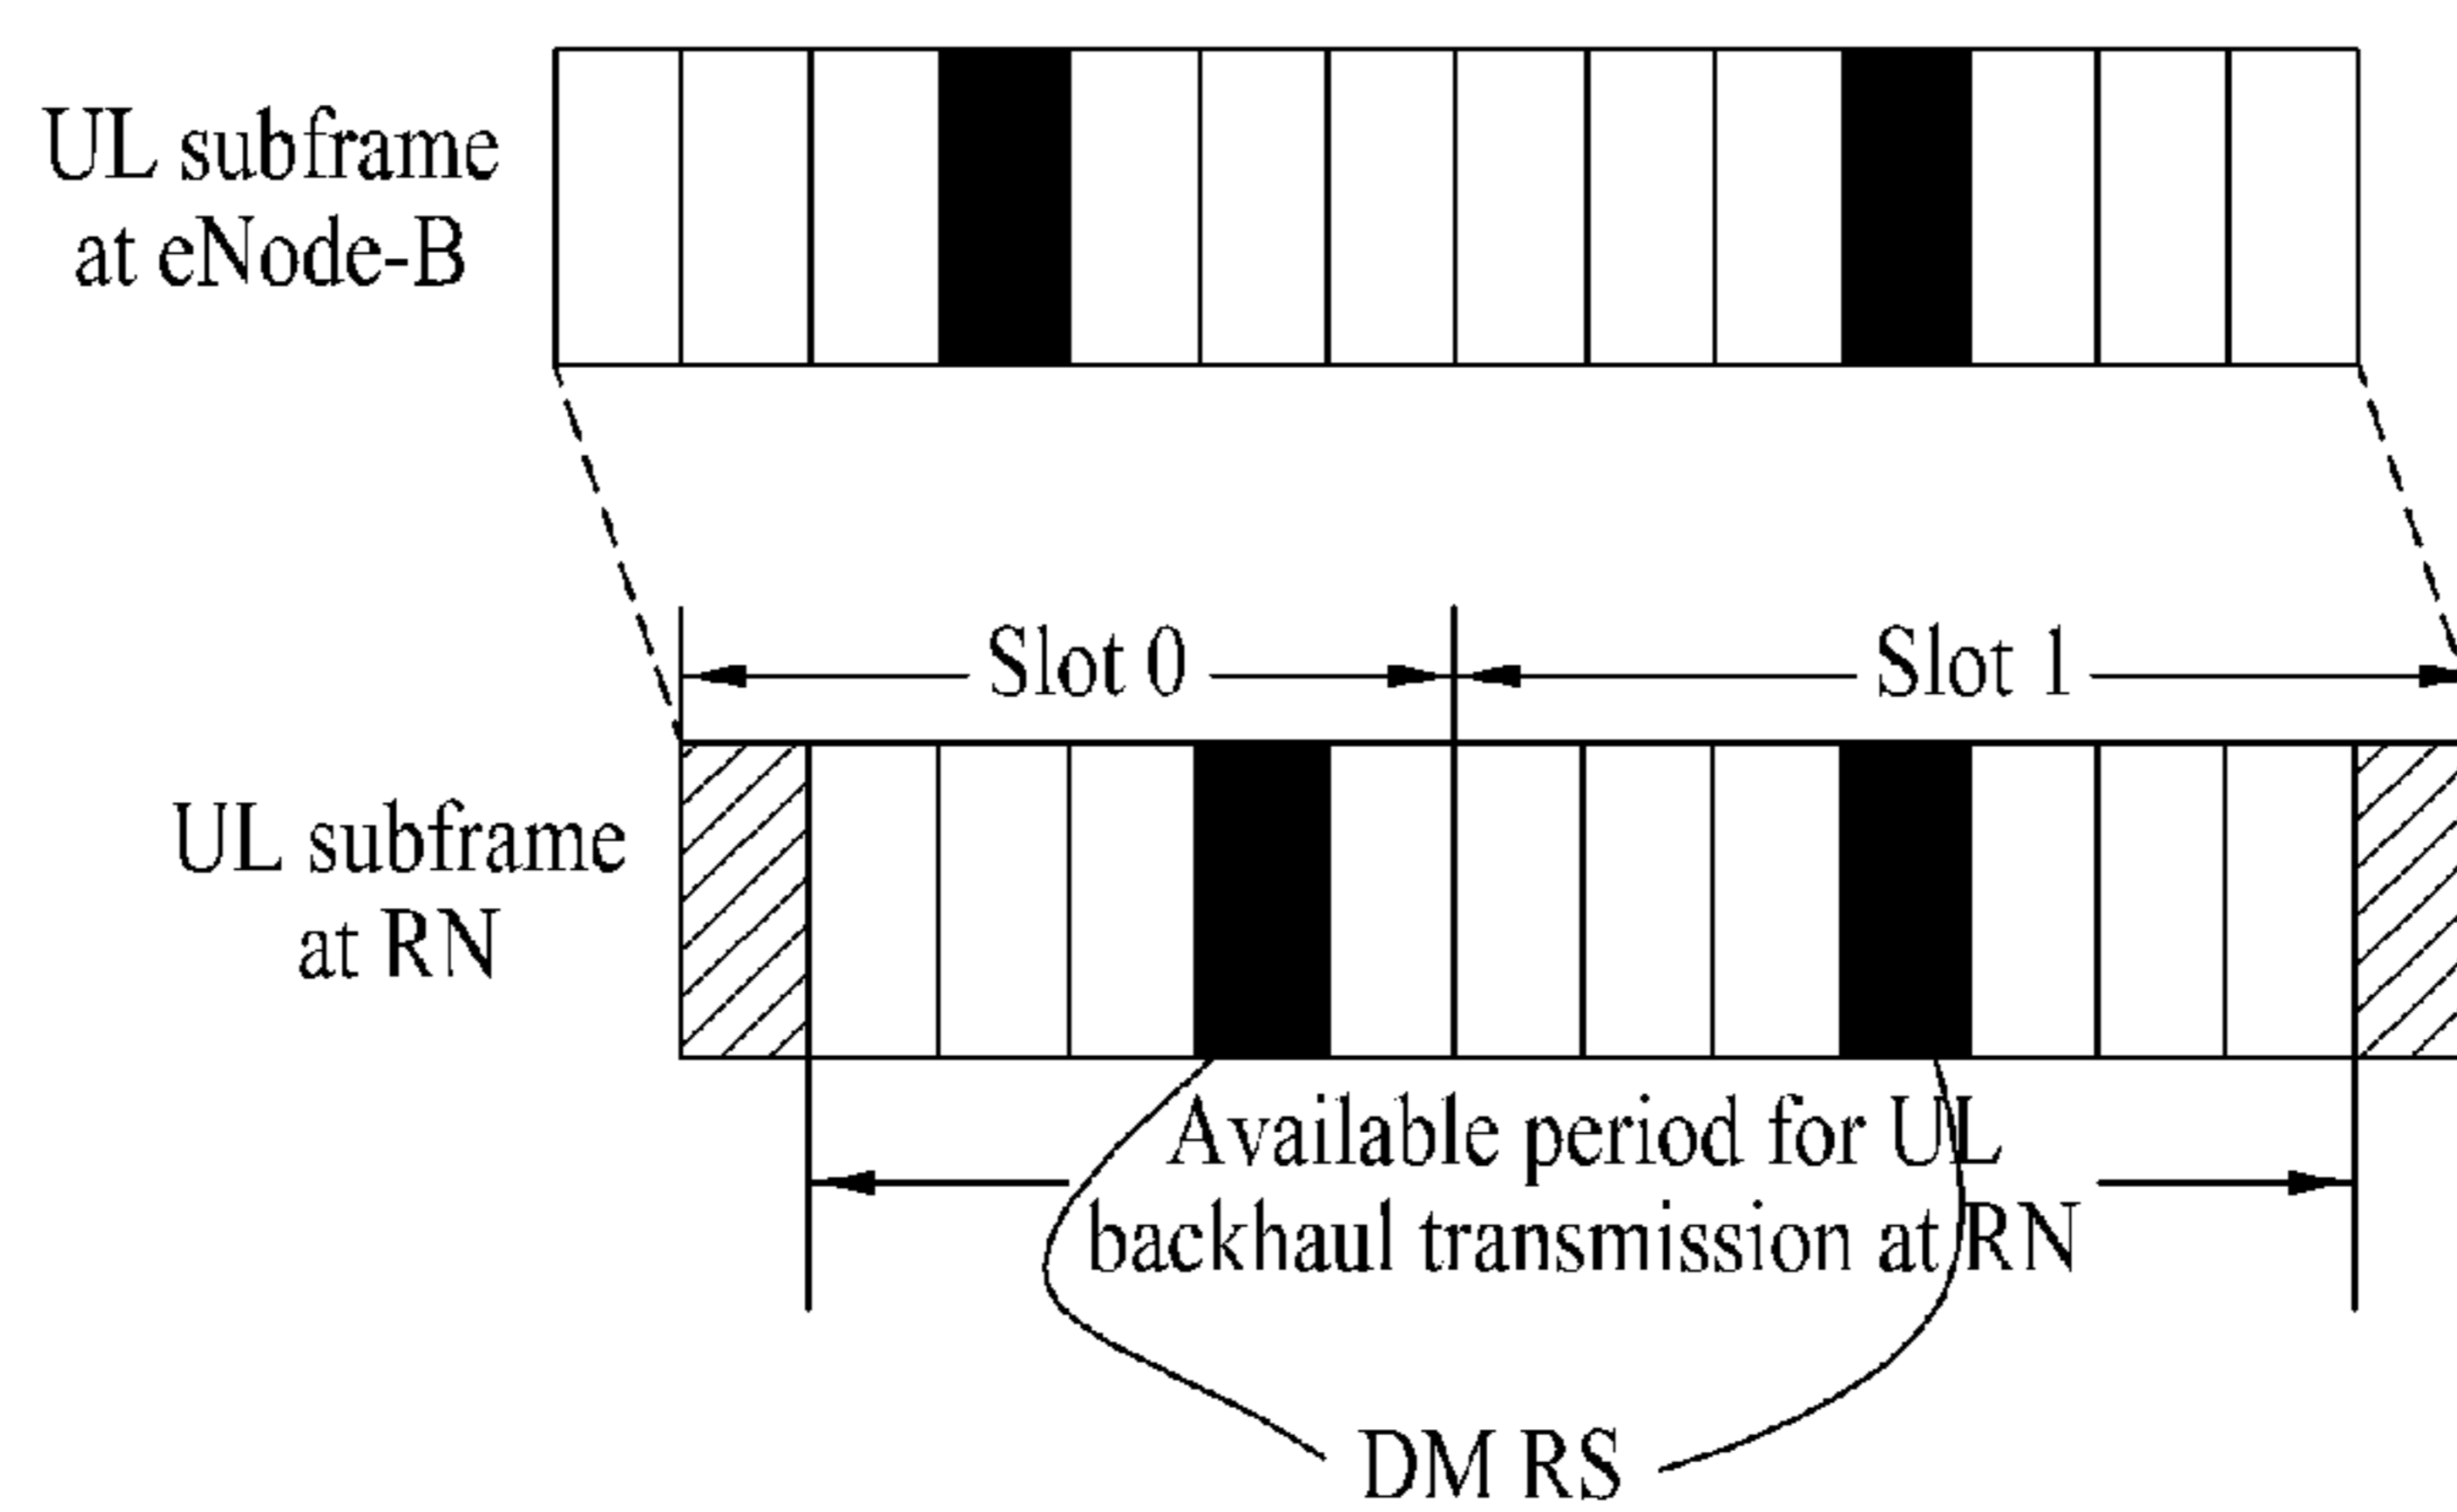 UL subframe
at eNode-B
Slot 0
Slot 1
UL subframe
at RN
Available period for UL
backhaul transmission at RN
DM RS